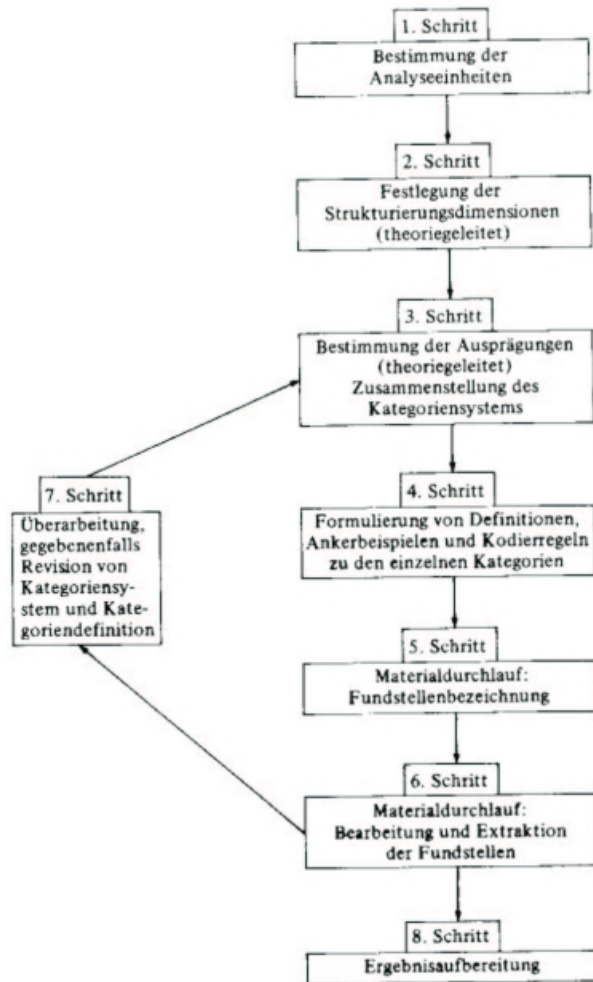 1. Schritt
Bestimmung der
Analyseeinheiten
2. Schritt
Festlegung der
Strukturierungsdimensionen
(theoriegeleitet)
3. Schritt
Bestimmung der Ausprägungen
(theoriegeleitet)
Zusammenstellung des
Kategoriensystems
4. Schritt
Formulierung von Definitionen,
Ankerbeispielen und Kodierregeln
zu den einzelnen Kategorien
5. Schritt
Materialdurchlauf:
Fundstellenbezeichnung
6. Schritt
Materialdurchlauf:
Bearbeitung und Extraktion
der Fundstellen
7. Schritt
Überarbeitung,
gegebenenfalls
Revision von
Kategoriensy-
stem und Kate-
goriendefinition
8. Schritt
Ergebnisaufbereitung